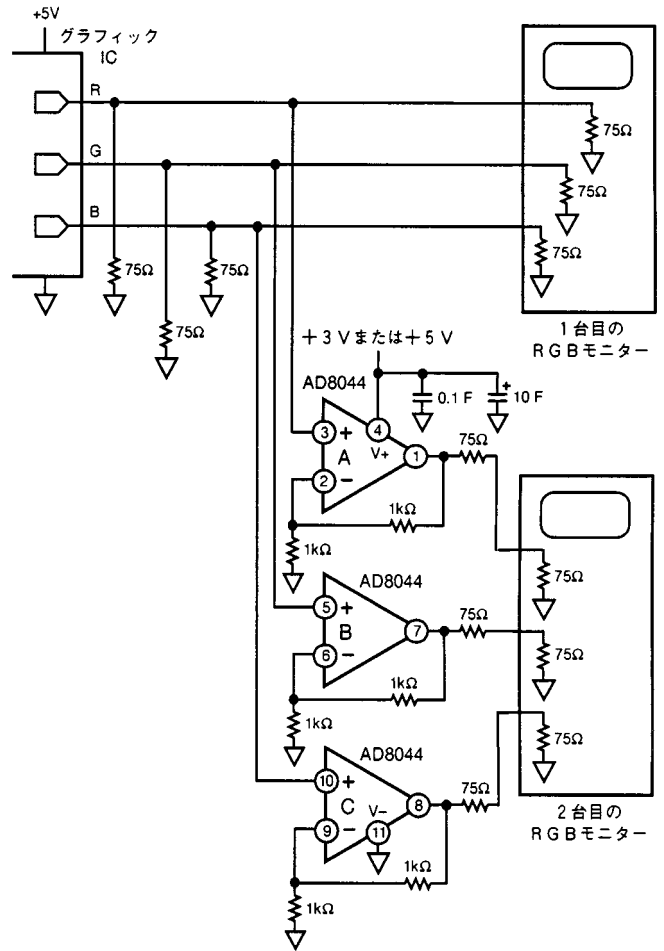 +5V
グラフィック
IC
R
75Ω
G
75Ω
B
75Ω
75Ω
75Ω
75Ω
1台目の
RGBモニター
+3Vまたは+5V
AD8044
0.1 F
+
10 F
3
+
4
75Ω
A
V+
1
2
−
1kΩ
1kΩ
75Ω
AD8044
5
+
75Ω
B
7
75Ω
6
−
1kΩ
1kΩ
75Ω
AD8044
10
+
75Ω
C
V−
8
9
−
11
2台目の
RGBモニター
1kΩ
1kΩ